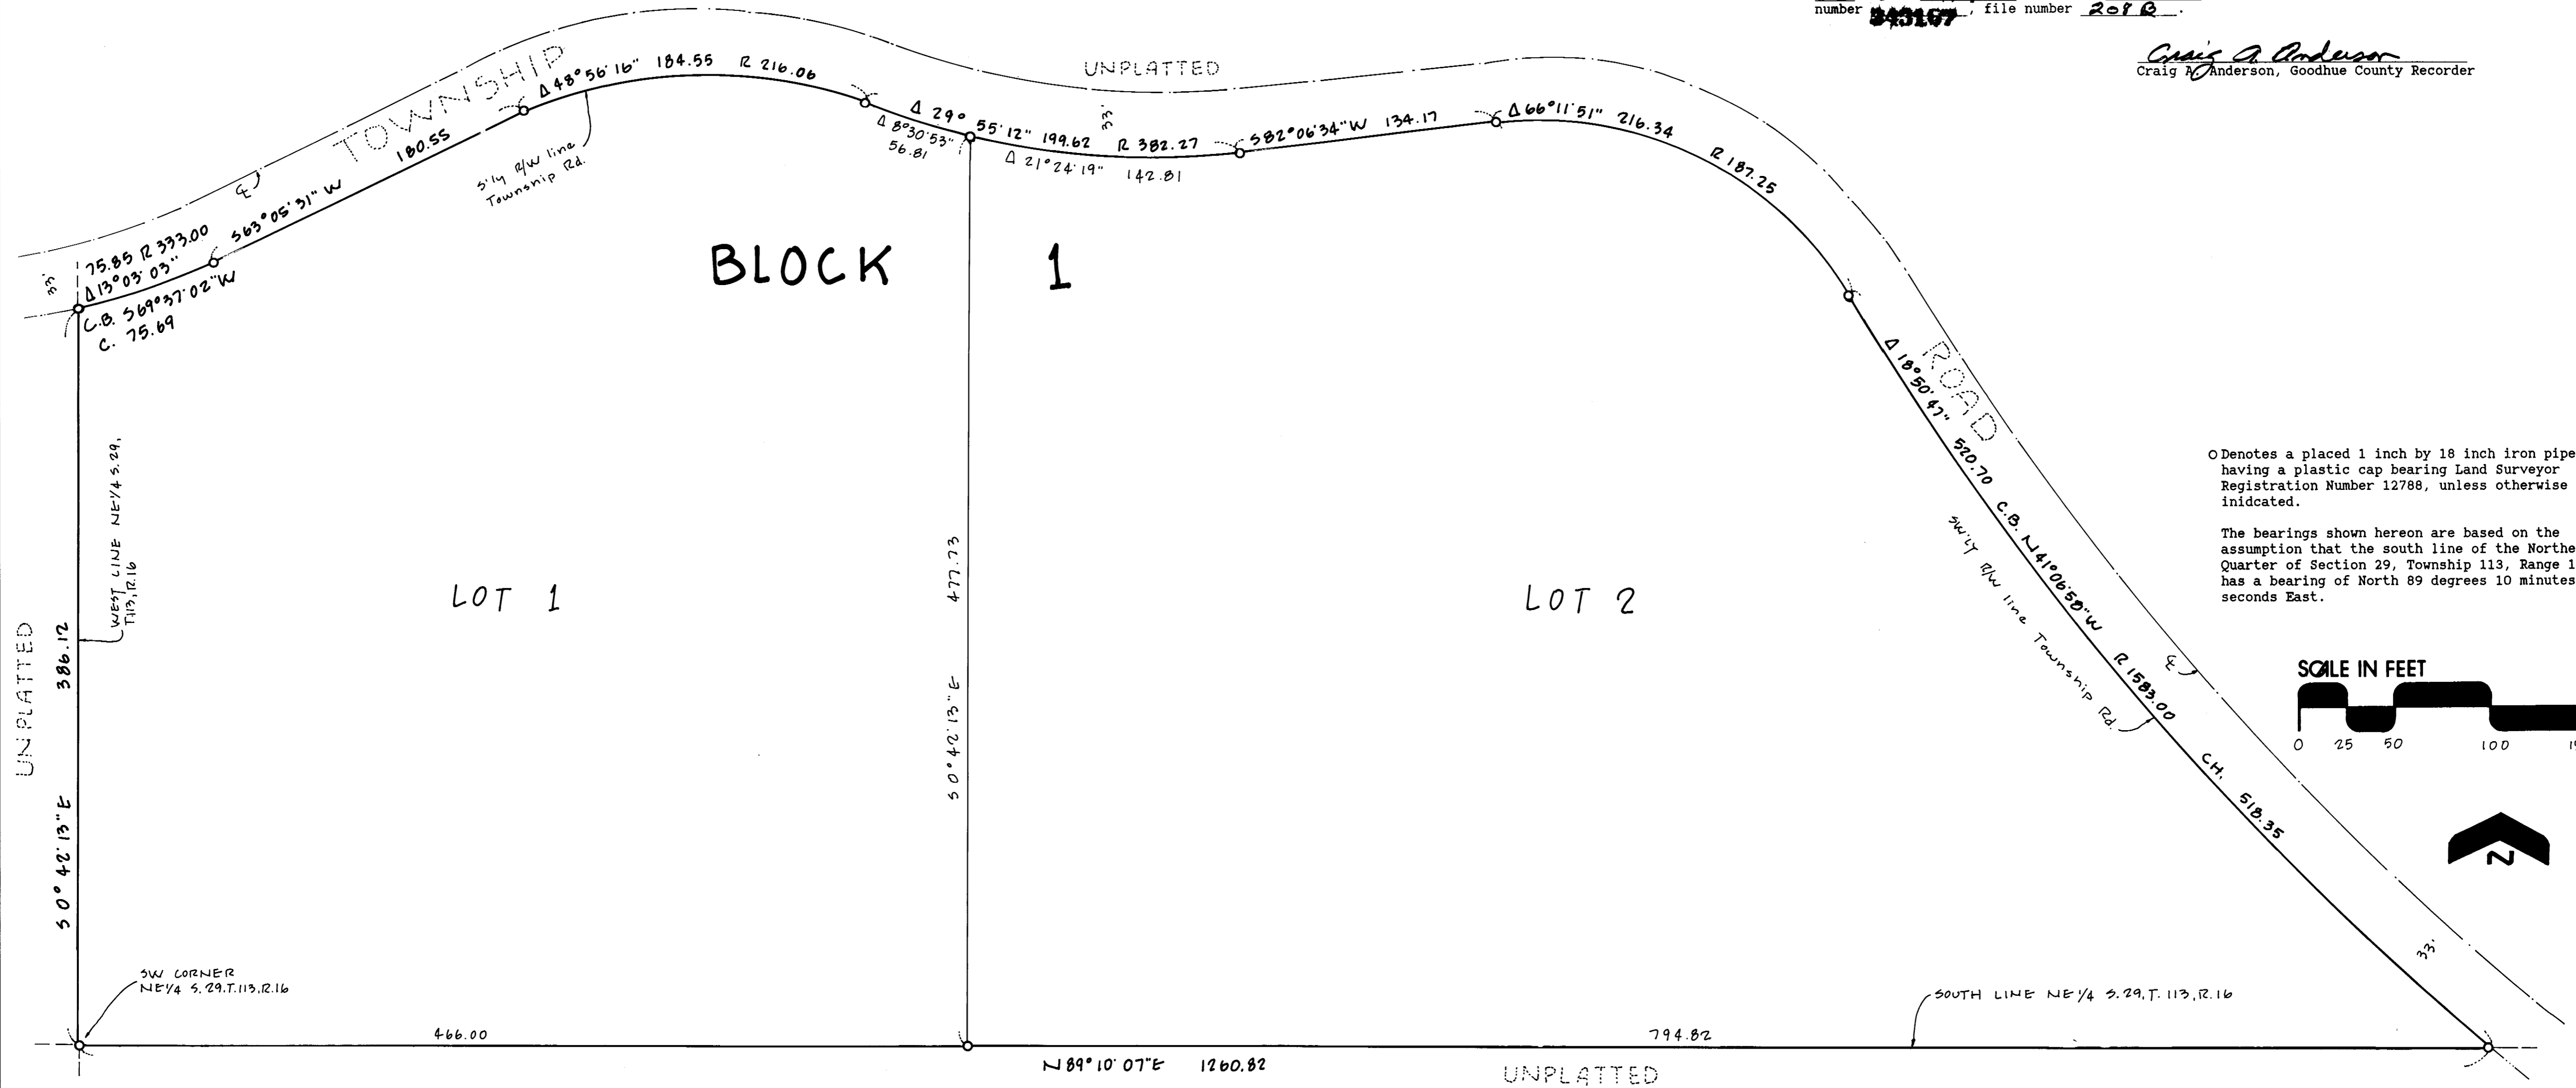 number 343167, file number 208 B.
Craig A. Anderson
Craig A. Anderson, Goodhue County Recorder
UNPLATTED
TOWNSHIP
Δ 48°56'16" 184.55 R 216.06
180.55
S'ly R/W line
Township Rd.
℄
S63°05'31"W
75.85 R 333.00
Δ 13°03'03"
C.B. S69°37'02"W
C. 75.69
33'
Δ 29°55'12" 199.62 R 382.27
Δ 8°30'53"
56.81
Δ 21°24'19" 142.81
33'
S82°06'34"W 134.17
Δ 66°11'51" 216.34
R 187.25
BLOCK 1
ROAD
Δ 18°50'47" 520.70 C.B. N41°06'58"W R 1583.00 CH. 518.35
SW'LY R/W line Township Rd.
℄
33'
WEST LINE NE1/4 S.29,
T.113, R.16
UNPLATTED
S0°42'13"E 386.12
LOT 1
S0°42'13"E 477.73
LOT 2
O Denotes a placed 1 inch by 18 inch iron pipe
having a plastic cap bearing Land Surveyor
Registration Number 12788, unless otherwise
inidcated.
The bearings shown hereon are based on the
assumption that the south line of the Northe
Quarter of Section 29, Township 113, Range 1
has a bearing of North 89 degrees 10 minutes
seconds East.
SCALE IN FEET
0 25 50 100
N
SW CORNER
NE1/4 S.29,T.113,R.16
SOUTH LINE NE1/4 S.29,T.113,R.16
466.00
794.82
N89°10'07"E 1260.82
UNPLATTED